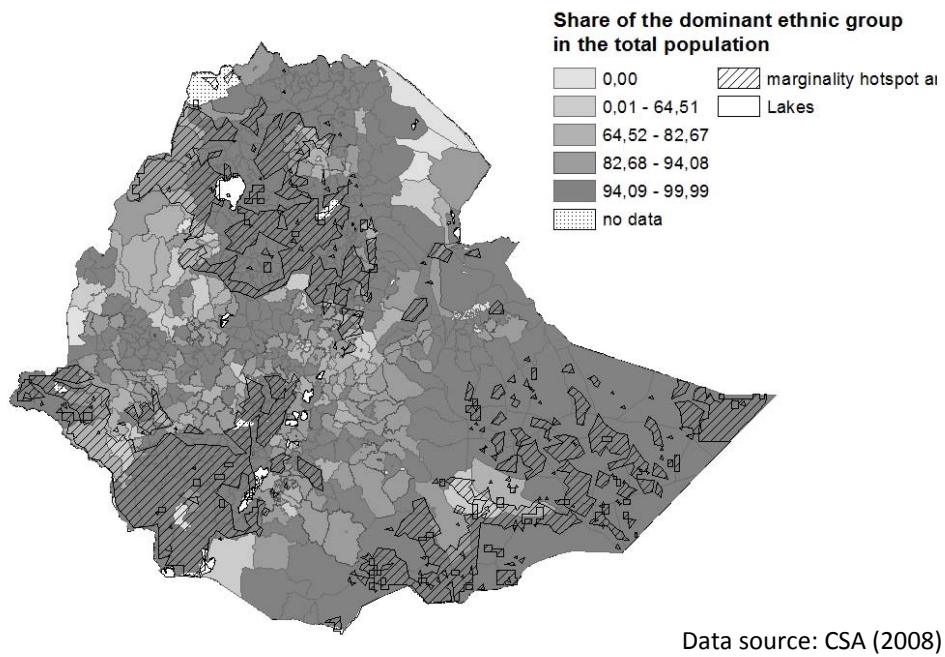 Share of the dominant ethnic group
in the total population
0,00
0,01 - 64,51
64,52 - 82,67
82,68 - 94,08
94,09 - 99,99
no data
marginality hotspot
Lakes
Data source: CSA (2008)